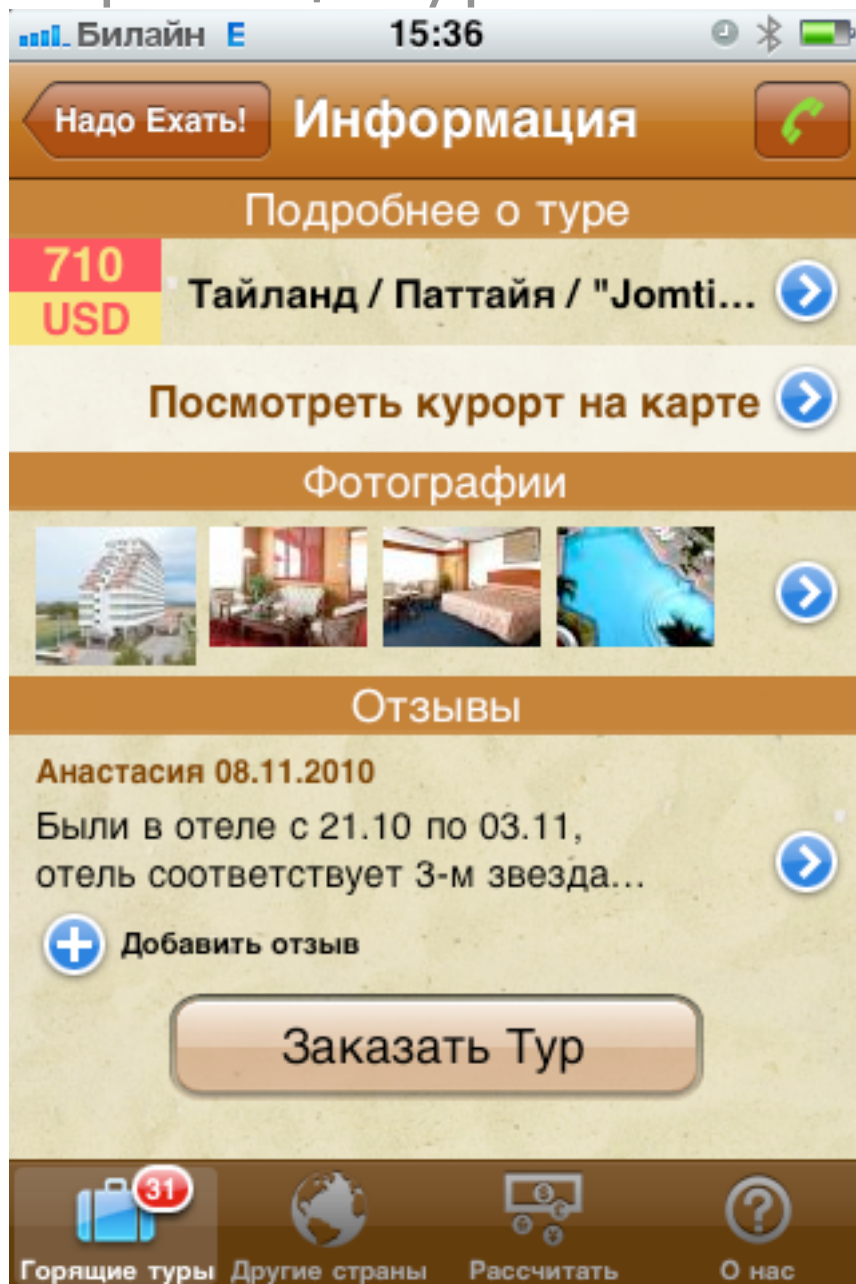 Билайн E 15:36
Надо Ехать! Информация
Подробнее о туре
710
USD
Тайланд / Паттайя / "Jomti...
Посмотреть курорт на карте
Фотографии
Отзывы
Анастасия 08.11.2010
Были в отеле с 21.10 по 03.11,
отель соответствует 3-м звезда...
Добавить отзыв
Заказать Тур
31
Горящие туры Другие страны Рассчитать О нас